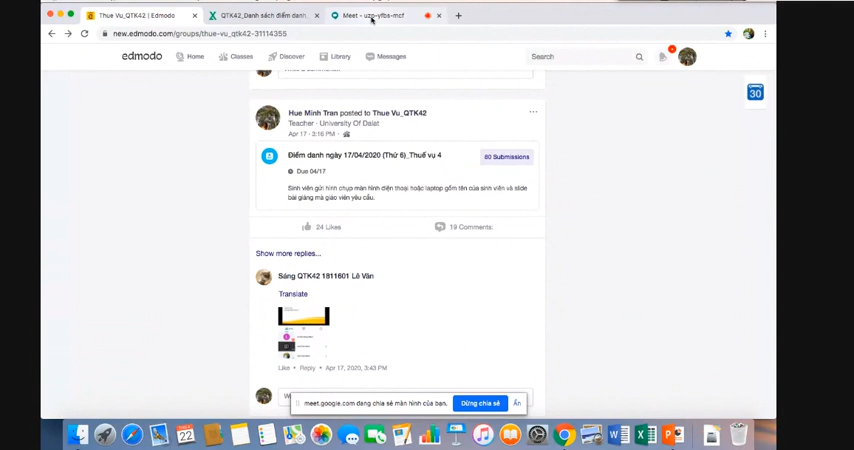 Thue Vu_QTK42 | Edmodo
QTK42_Danh sách điểm danh.
Meet - uzp-yfbs-mcf
new.edmodo.com/groups/thue-vu_qtk42-31114355
edmodo
Home
Classes
Discover
Library
Messages
Search
30
Hue Minh Tran posted to Thue Vu_QTK42
Teacher · University Of Dalat
Apr 17 · 3:16 PM ·
Điểm danh ngày 17/04/2020 (Thứ 6)_Thuế vụ 4
80 Submissions
Due 04/17
Sinh viên gửi hình chụp màn hình điện thoại hoặc laptop gồm tên của sinh viên và slide
bài giảng mà giáo viên yêu cầu.
24 Likes
19 Comments:
Show more replies...
Sáng QTK42 1811601 Lê Văn
Translate
Like · Reply · Apr 17, 2020, 3:43 PM
meet.google.com đang chia sẻ màn hình của bạn.
Dừng chia sẻ
Ẩn
22